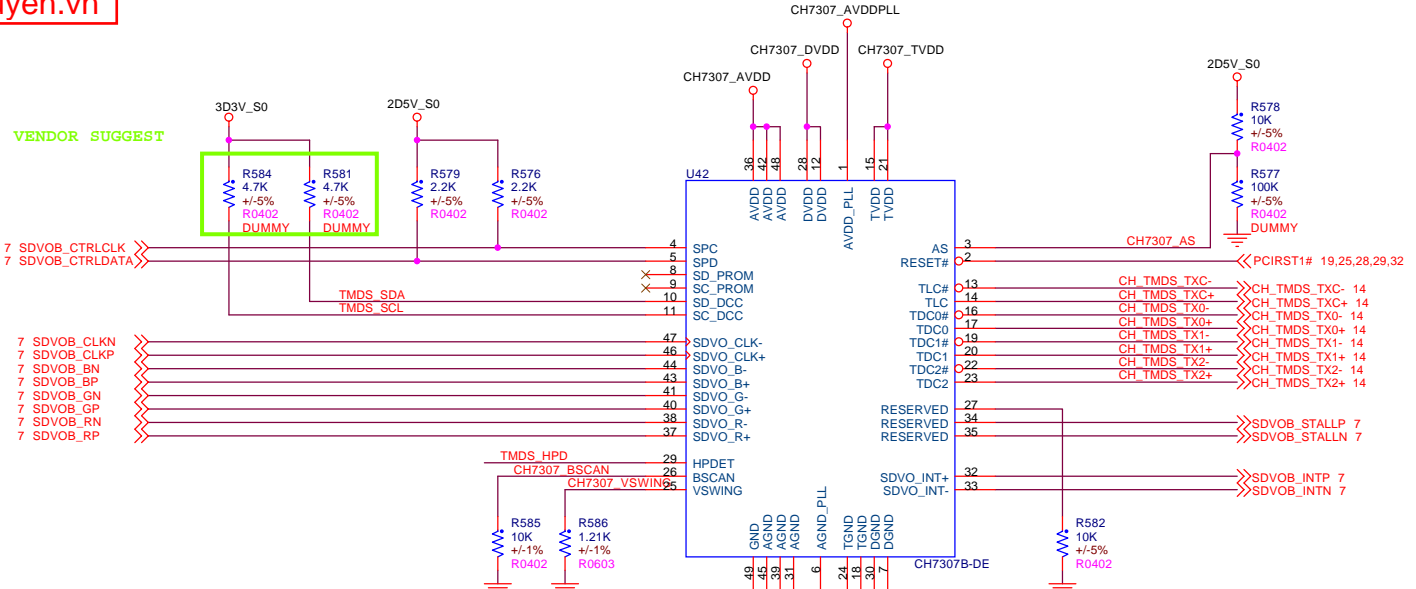 yen.vn
CH7307_AVDDPLL
CH7307_DVDD
CH7307_TVDD
CH7307_AVDD
2D5V_S0
3D3V_S0
2D5V_S0
VENDOR SUGGEST
R578
10K
+/-5%
R0402
R584
4.7K
+/-5%
R0402
DUMMY
R581
4.7K
+/-5%
R0402
DUMMY
R579
2.2K
+/-5%
R0402
R576
2.2K
+/-5%
R0402
R577
100K
+/-5%
R0402
DUMMY
U42
36 42 48 28 12 1 15 21
AVDD AVDD AVDD DVDD DVDD AVDD_PLL TVDD TVDD
7 SDVOB_CTRLCLK 4 SPC
7 SDVOB_CTRLDATA 5 SPD
8 SD_PROM
9 SC_PROM
TMDS_SDA 10 SD_DCC
TMDS_SCL 11 SC_DCC
7 SDVOB_CLKN 47 SDVO_CLK-
7 SDVOB_CLKP 46 SDVO_CLK+
7 SDVOB_BN 44 SDVO_B-
7 SDVOB_BP 43 SDVO_B+
7 SDVOB_GN 41 SDVO_G-
7 SDVOB_GP 40 SDVO_G+
7 SDVOB_RN 38 SDVO_R-
7 SDVOB_RP 37 SDVO_R+
TMDS_HPD 29 HPDET
CH7307_BSCAN 26 BSCAN
CH7307_VSWING 25 VSWING
AS 3 CH7307_AS
RESET# 2 PCIRST1# 19,25,28,29,32
TLC# 13 CH_TMDS_TXC- CH_TMDS_TXC- 14
TLC 14 CH_TMDS_TXC+ CH_TMDS_TXC+ 14
TDC0# 16 CH_TMDS_TX0- CH_TMDS_TX0- 14
TDC0 17 CH_TMDS_TX0+ CH_TMDS_TX0+ 14
TDC1# 19 CH_TMDS_TX1- CH_TMDS_TX1- 14
TDC1 20 CH_TMDS_TX1+ CH_TMDS_TX1+ 14
TDC2# 22 CH_TMDS_TX2- CH_TMDS_TX2- 14
TDC2 23 CH_TMDS_TX2+ CH_TMDS_TX2+ 14
RESERVED 27
RESERVED 34 SDVOB_STALLP 7
RESERVED 35 SDVOB_STALLN 7
SDVO_INT+ 32 SDVOB_INTP 7
SDVO_INT- 33 SDVOB_INTN 7
GND AGND AGND AGND AGND_PLL TGND TGND DGND DGND
49 45 39 31 6 24 18 30 7
CH7307B-DE
R585
10K
+/-1%
R0402
R586
1.21K
+/-1%
R0603
R582
10K
+/-5%
R0402